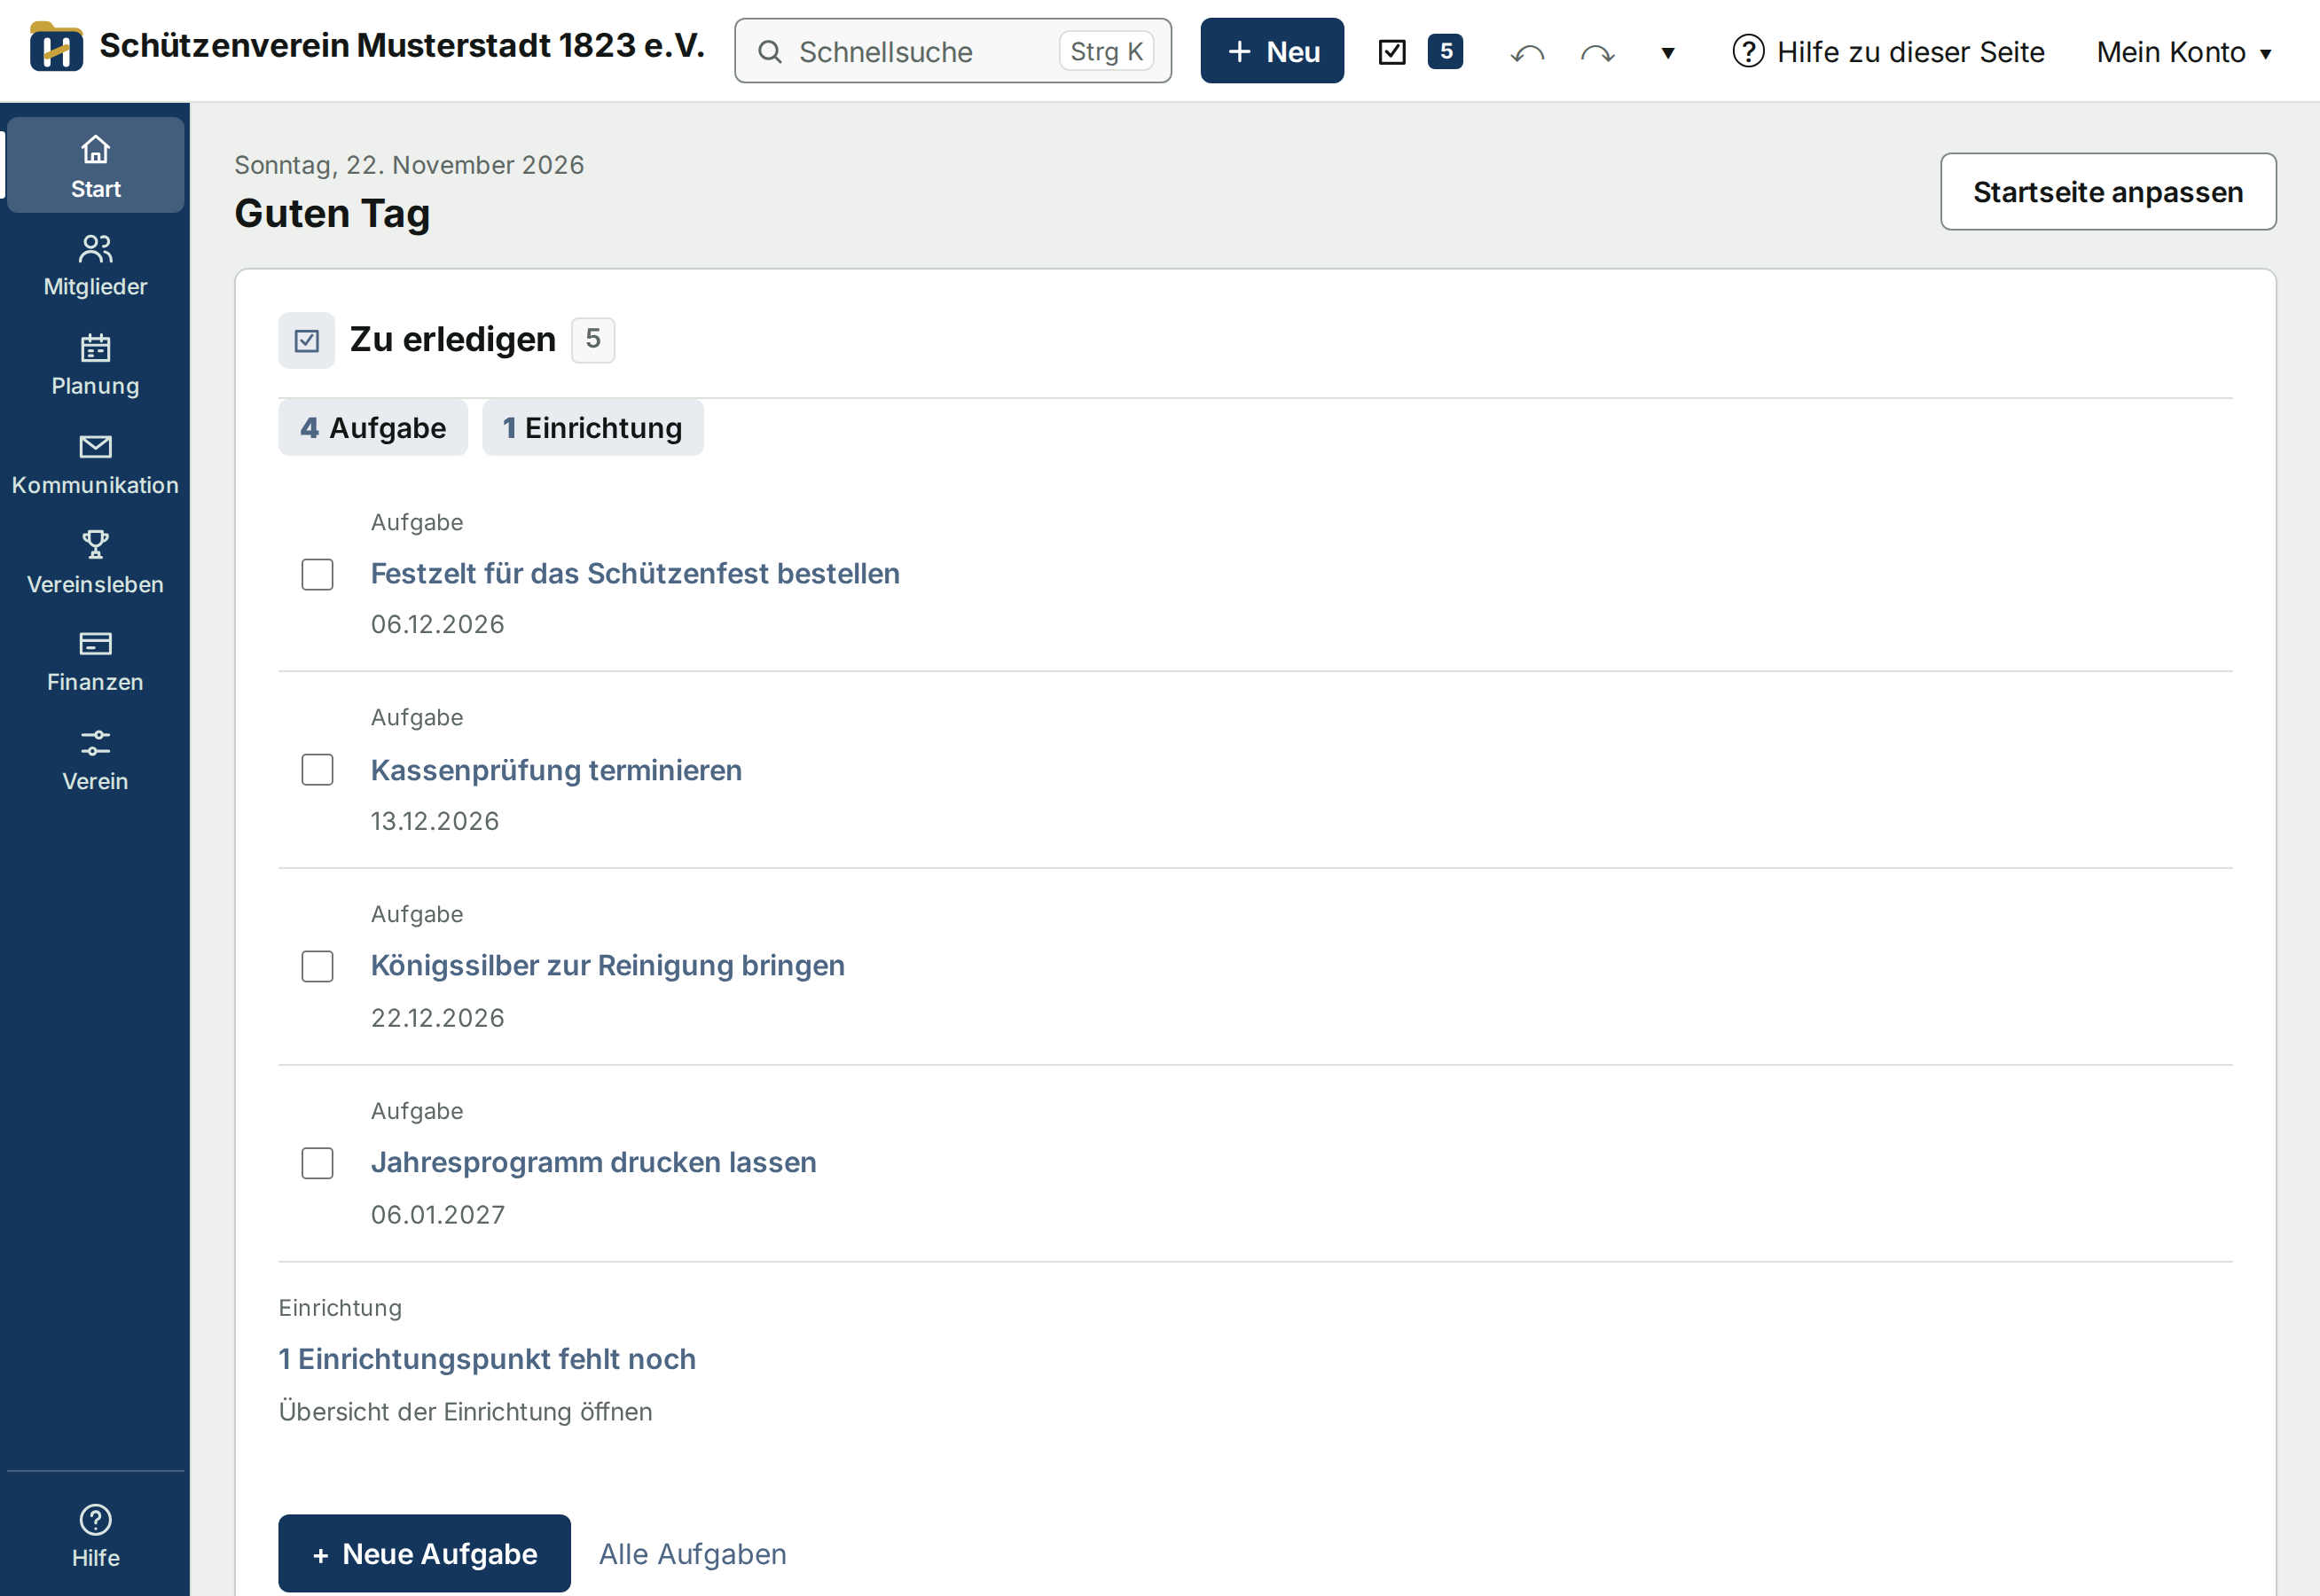 Schützenverein Musterstadt 1823 e.V.
Schnellsuche
Strg K
+ Neu
5
Hilfe zu dieser Seite
Mein Konto
Start
Mitglieder
Planung
Kommunikation
Vereinsleben
Finanzen
Verein
Hilfe
Sonntag, 22. November 2026
Guten Tag
Startseite anpassen
Zu erledigen 5
4 Aufgabe
1 Einrichtung
Aufgabe
Festzelt für das Schützenfest bestellen
06.12.2026
Aufgabe
Kassenprüfung terminieren
13.12.2026
Aufgabe
Königssilber zur Reinigung bringen
22.12.2026
Aufgabe
Jahresprogramm drucken lassen
06.01.2027
Einrichtung
1 Einrichtungspunkt fehlt noch
Übersicht der Einrichtung öffnen
+ Neue Aufgabe
Alle Aufgaben